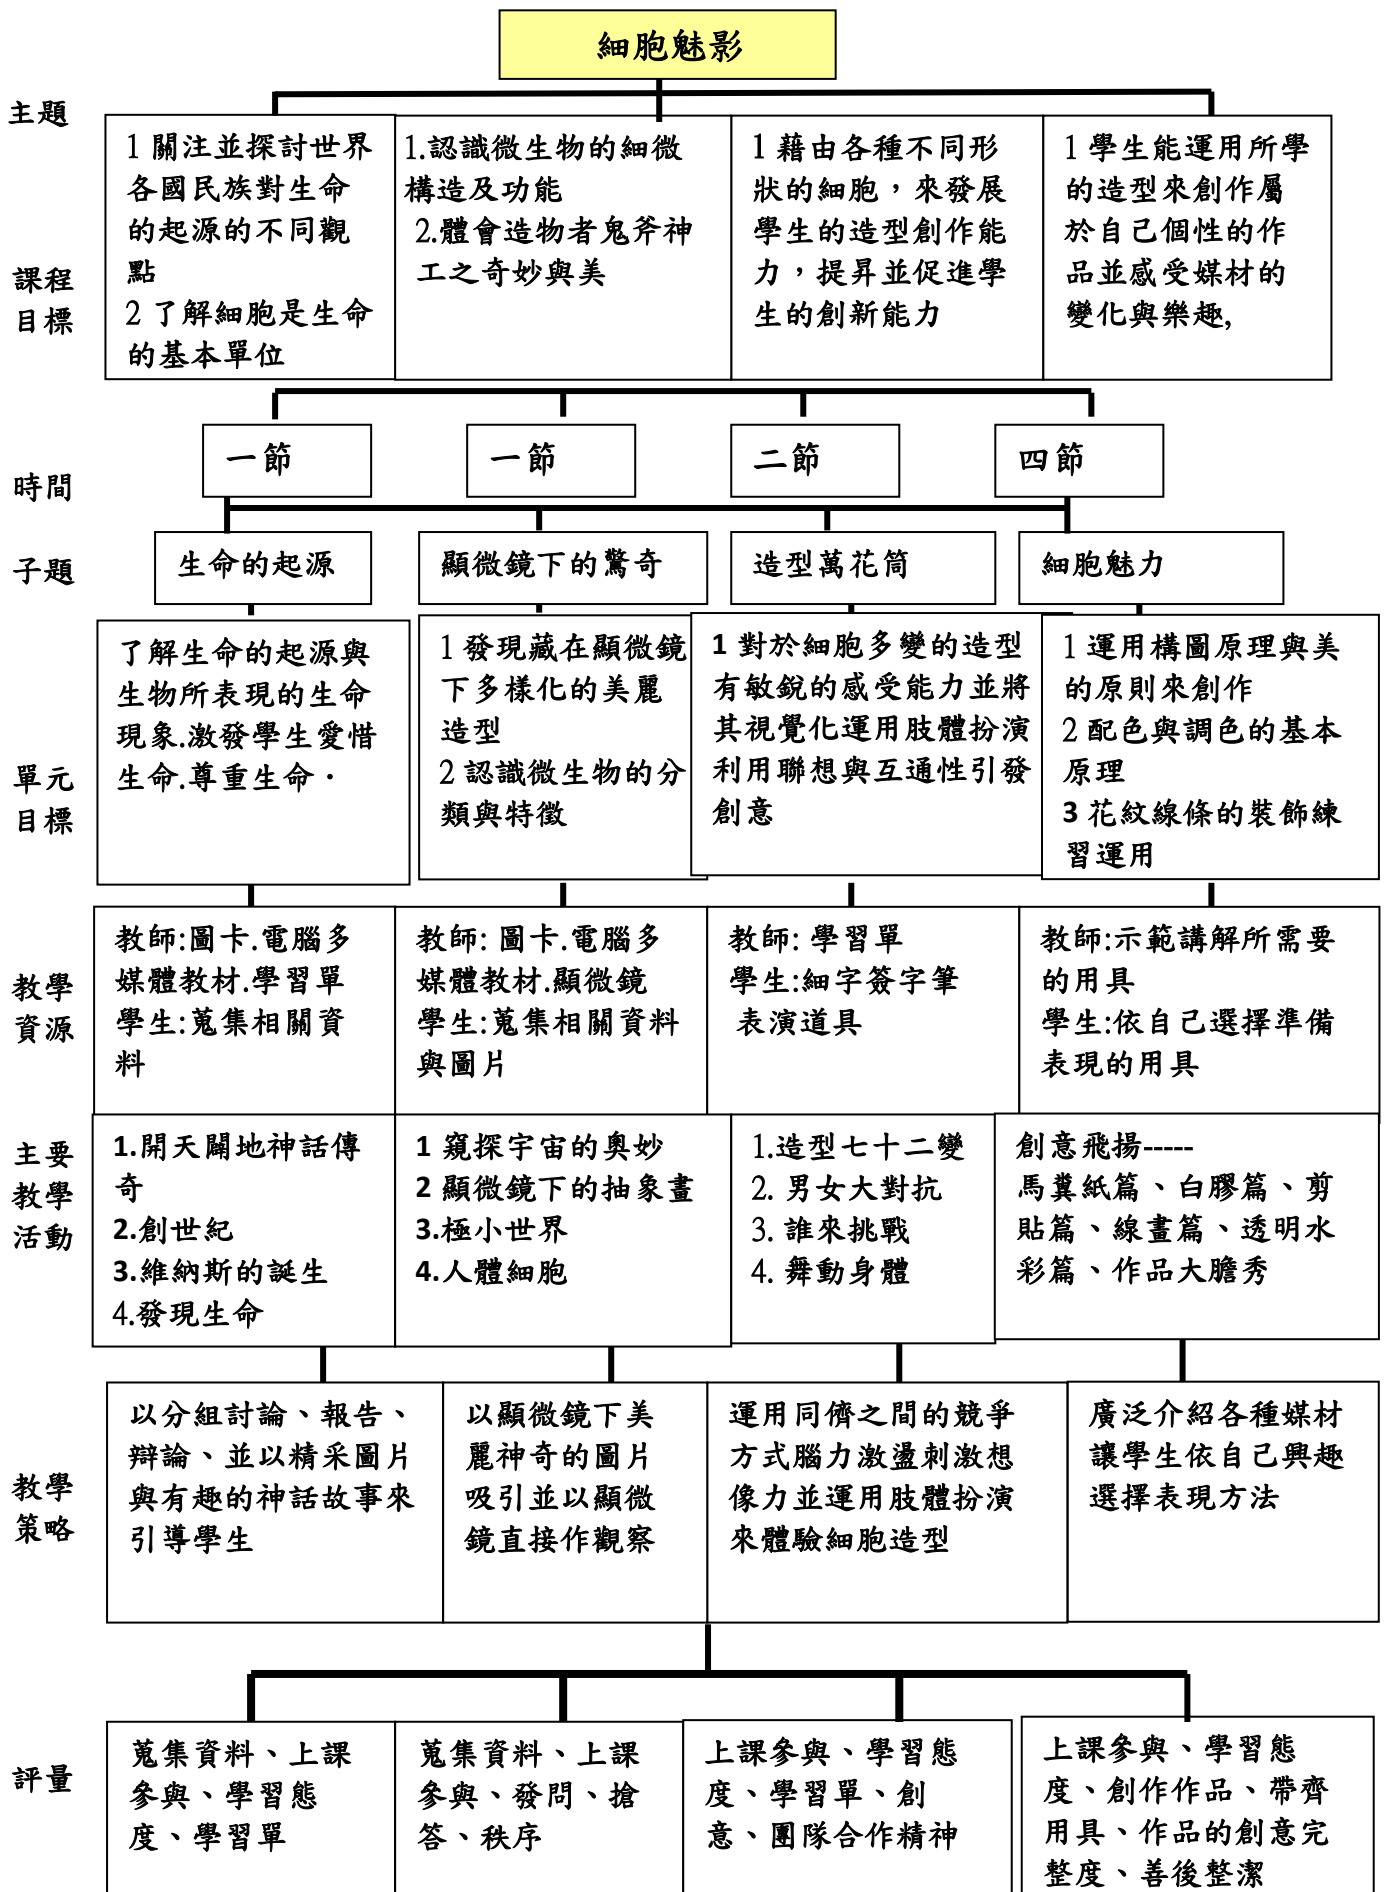 細胞魅影
主題
1 關注並探討世界
各國民族對生命
的起源的不同觀
點
2 了解細胞是生命
的基本單位
1.認識微生物的細微
構造及功能
2.體會造物者鬼斧神
工之奇妙與美
1 藉由各種不同形
狀的細胞，來發展
學生的造型創作能
力，提昇並促進學
生的創新能力
1 學生能運用所學
的造型來創作屬
於自己個性的作
品並感受媒材的
變化與樂趣,
課程
目標
時間
一節
一節
二節
四節
子題
生命的起源
顯微鏡下的驚奇
造型萬花筒
細胞魅力
單元
目標
了解生命的起源與
生物所表現的生命
現象.激發學生愛惜
生命.尊重生命．
1 發現藏在顯微鏡
下多樣化的美麗
造型
2 認識微生物的分
類與特徵
1 對於細胞多變的造型
有敏銳的感受能力並將
其視覺化運用肢體扮演
利用聯想與互通性引發
創意
1 運用構圖原理與美
的原則來創作
2 配色與調色的基本
原理
3 花紋線條的裝飾練
習運用
教學
資源
教師:圖卡.電腦多
媒體教材.學習單
學生:蒐集相關資
料
教師: 圖卡.電腦多
媒體教材.顯微鏡
學生:蒐集相關資料
與圖片
教師: 學習單
學生:細字簽字筆
表演道具
教師:示範講解所需要
的用具
學生:依自己選擇準備
表現的用具
主要
教學
活動
1.開天闢地神話傳
奇
2.創世紀
3.維納斯的誕生
4.發現生命
1 窺探宇宙的奧妙
2 顯微鏡下的抽象畫
3.極小世界
4.人體細胞
1.造型七十二變
2. 男女大對抗
3. 誰來挑戰
4. 舞動身體
創意飛揚-----
馬糞紙篇、白膠篇、剪
貼篇、線畫篇、透明水
彩篇、作品大膽秀
教學
策略
以分組討論、報告、
辯論、並以精采圖片
與有趣的神話故事來
引導學生
以顯微鏡下美
麗神奇的圖片
吸引並以顯微
鏡直接作觀察
運用同儕之間的競爭
方式腦力激盪刺激想
像力並運用肢體扮演
來體驗細胞造型
廣泛介紹各種媒材
讓學生依自己興趣
選擇表現方法
評量
蒐集資料、上課
參與、學習態
度、學習單
蒐集資料、上課
參與、發問、搶
答、秩序
上課參與、學習態
度、學習單、創
意、團隊合作精神
上課參與、學習態
度、創作作品、帶齊
用具、作品的創意完
整度、善後整潔